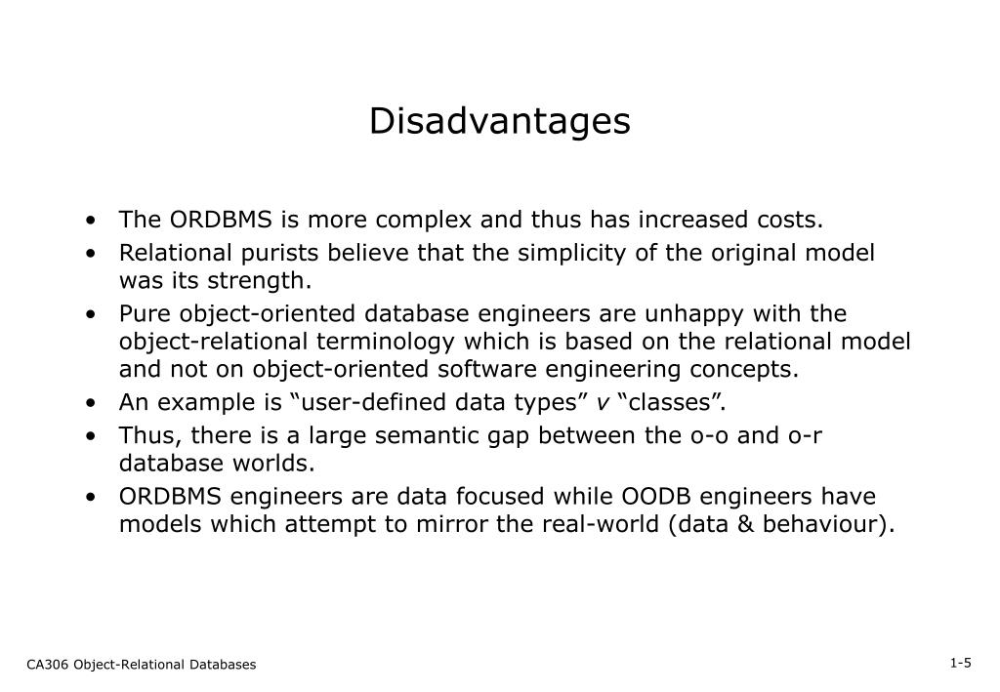 Disadvantages
• The ORDBMS is more complex and thus has increased costs.
• Relational purists believe that the simplicity of the original model
was its strength.
• Pure object-oriented database engineers are unhappy with the
object-relational terminology which is based on the relational model
and not on object-oriented software engineering concepts.
• An example is “user-defined data types” v “classes”.
• Thus, there is a large semantic gap between the o-o and o-r
database worlds.
• ORDBMS engineers are data focused while OODB engineers have
models which attempt to mirror the real-world (data & behaviour).
CA306 Object-Relational Databases
1-5